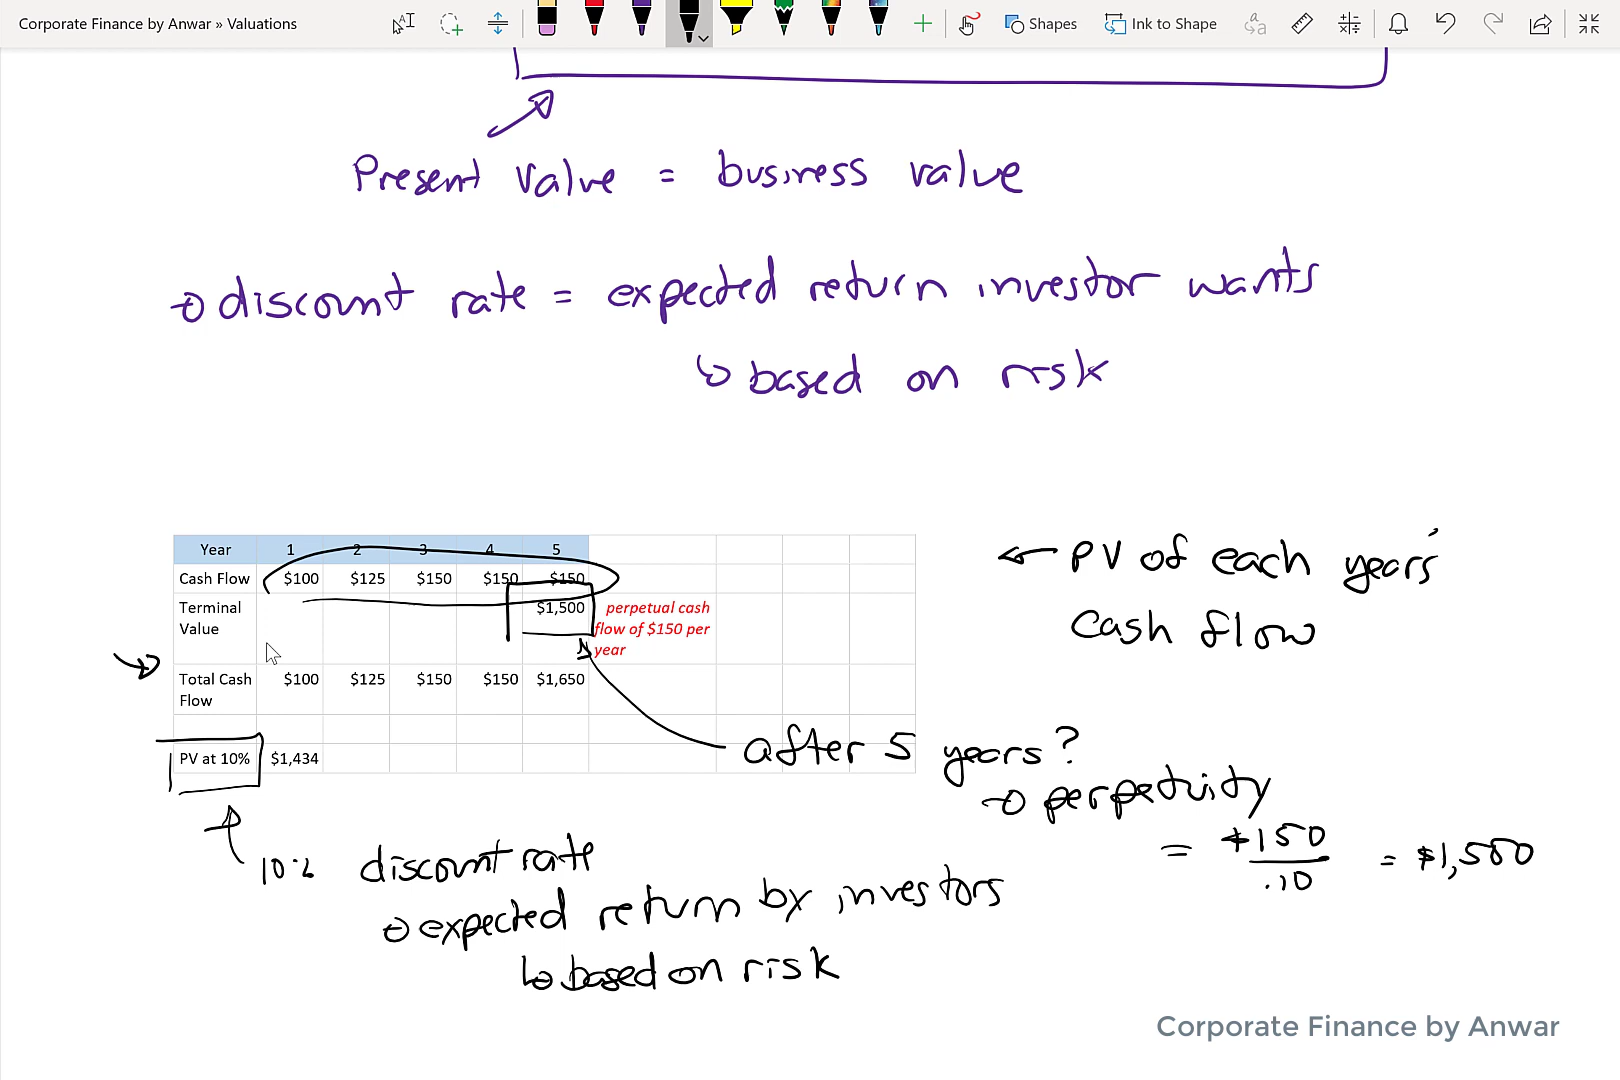 Corporate Finance by Anwar » Valuations
Shapes
Ink to Shape
Present Value = business value
discount rate = expected return investor wants
based on risk
Year 1 2 3 4 5
Cash Flow $100 $125 $150 $150 $150
Terminal Value $1,500 perpetual cash flow of $150 per year
Total Cash Flow $100 $125 $150 $150 $1,650
PV at 10% $1,434
PV of each years'
Cash flow
after 5 years?
perpetuity
= $150 / .10 = $1,500
10% discount rate
expected return by investors
based on risk
Corporate Finance by Anwar